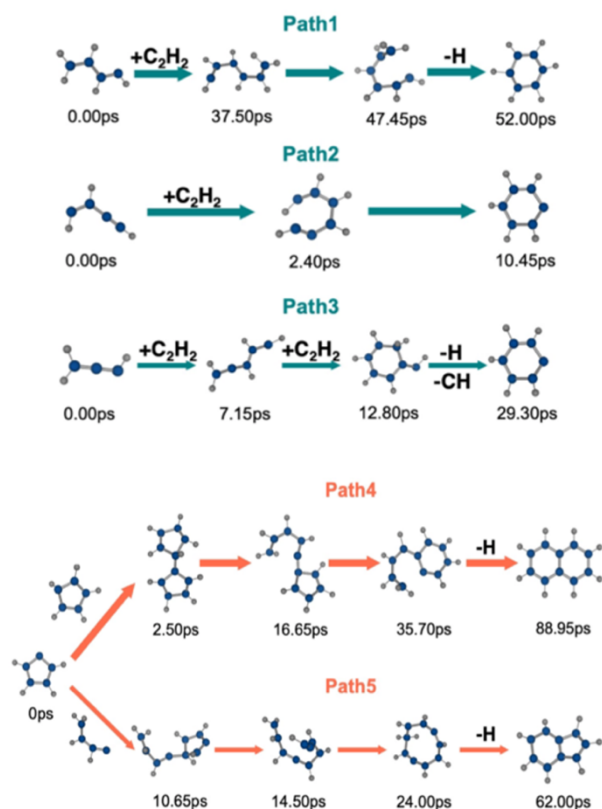 Path1
+C₂H₂ -H
0.00ps 37.50ps 47.45ps 52.00ps
Path2
+C₂H₂
0.00ps 2.40ps 10.45ps
Path3
+C₂H₂ +C₂H₂ -H
-CH
0.00ps 7.15ps 12.80ps 29.30ps
Path4
-H
2.50ps 16.65ps 35.70ps 88.95ps
0ps
Path5
-H
10.65ps 14.50ps 24.00ps 62.00ps